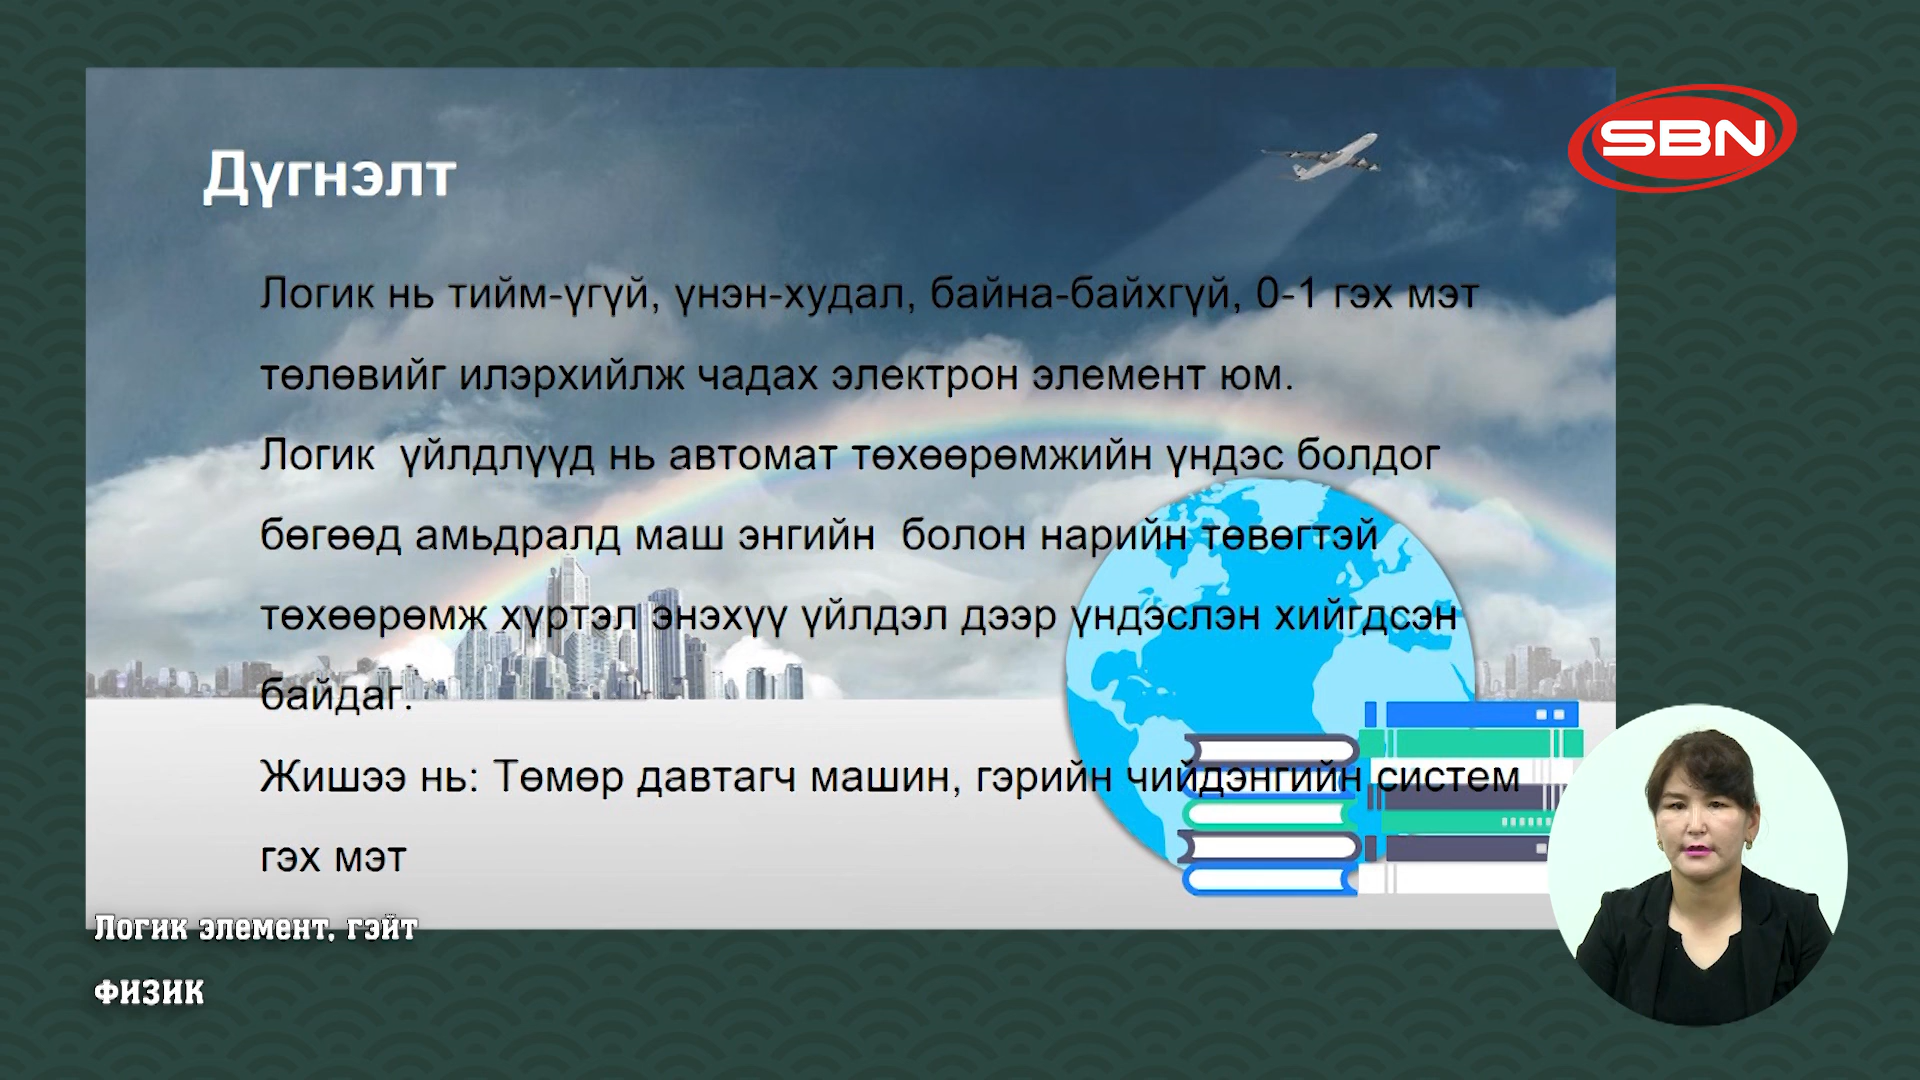 SBN
Дүгнэлт
Логик нь тийм-үгүй, үнэн-худал, байна-байхгүй, 0-1 гэх мэт
төлөвийг илэрхийлж чадах электрон элемент юм.
Логик үйлдлүүд нь автомат төхөөрөмжийн үндэс болдог
бөгөөд амьдралд маш энгийн болон нарийн төвөгтэй
төхөөрөмж хүртэл энэхүү үйлдэл дээр үндэслэн хийгдсэн
байдаг.
Жишээ нь: Төмөр давтагч машин, гэрийн чийдэнгийн систем
гэх мэт
Логик элемент, гэйт
ФИЗИК